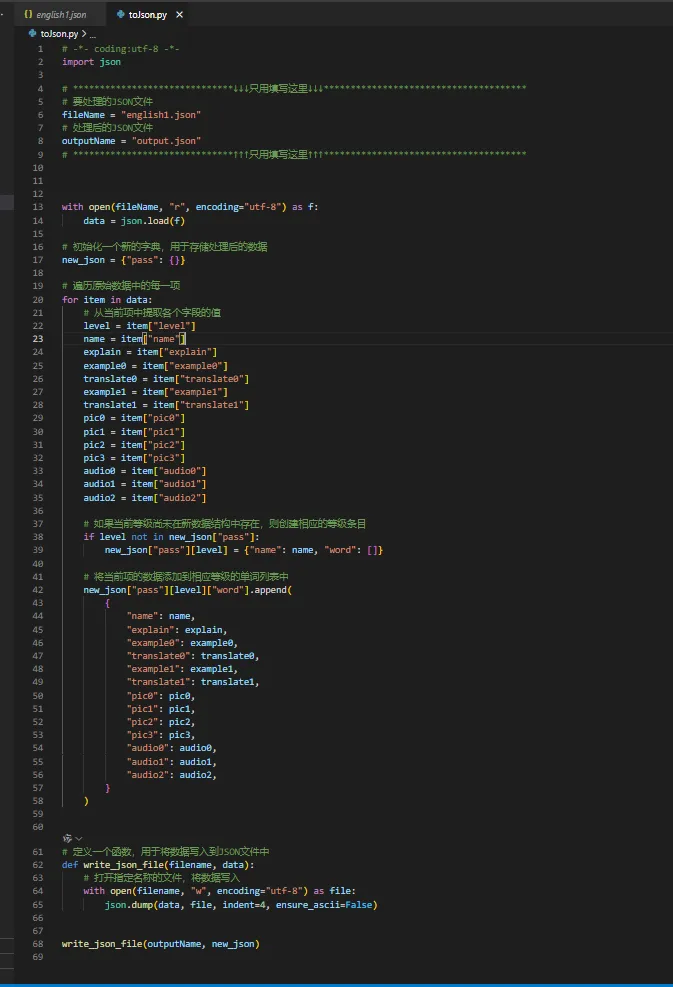 english1.json
toJson.py ×
toJson.py > ...
1 # -*- coding:utf-8 -*-
2 import json
3
4 # ******************************↓↓↓只用填写这里↓↓↓**************************************
5 # 要处理的JSON文件
6 fileName = "english1.json"
7 # 处理后的JSON文件
8 outputName = "output.json"
9 # ******************************↑↑↑只用填写这里↑↑↑**************************************
10
11
12
13 with open(fileName, "r", encoding="utf-8") as f:
14 data = json.load(f)
15
16 # 初始化一个新的字典，用于存储处理后的数据
17 new_json = {"pass": {}}
18
19 # 遍历原始数据中的每一项
20 for item in data:
21 # 从当前项中提取各个字段的值
22 level = item["level"]
23 name = item["name"]
24 explain = item["explain"]
25 example0 = item["example0"]
26 translate0 = item["translate0"]
27 example1 = item["example1"]
28 translate1 = item["translate1"]
29 pic0 = item["pic0"]
30 pic1 = item["pic1"]
31 pic2 = item["pic2"]
32 pic3 = item["pic3"]
33 audio0 = item["audio0"]
34 audio1 = item["audio1"]
35 audio2 = item["audio2"]
36
37 # 如果当前等级尚未在新数据结构中存在，则创建相应的等级条目
38 if level not in new_json["pass"]:
39 new_json["pass"][level] = {"name": name, "word": []}
40
41 # 将当前项的数据添加到相应等级的单词列表中
42 new_json["pass"][level]["word"].append(
43 {
44 "name": name,
45 "explain": explain,
46 "example0": example0,
47 "translate0": translate0,
48 "example1": example1,
49 "translate1": translate1,
50 "pic0": pic0,
51 "pic1": pic1,
52 "pic2": pic2,
53 "pic3": pic3,
54 "audio0": audio0,
55 "audio1": audio1,
56 "audio2": audio2,
57 }
58 )
59
60
61 # 定义一个函数，用于将数据写入到JSON文件中
62 def write_json_file(filename, data):
63 # 打开指定名称的文件，将数据写入
64 with open(filename, "w", encoding="utf-8") as file:
65 json.dump(data, file, indent=4, ensure_ascii=False)
66
67
68 write_json_file(outputName, new_json)
69